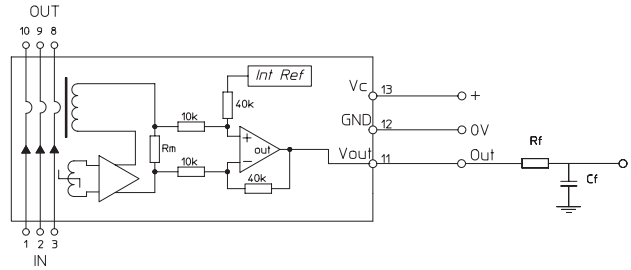 OUT
10 9 8
Int Ref
Vc 13 +
10k 40k
GND 12 0V
Rm + out −
Vout 11 Out Rf
10k
40k Cf
1 2 3
IN